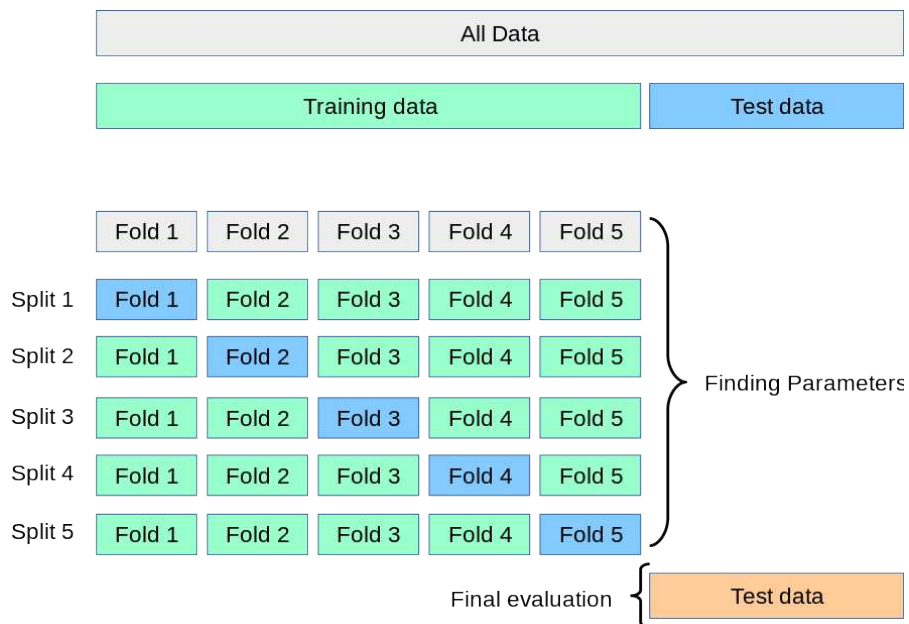 All Data
Training data Test data
Fold 1 Fold 2 Fold 3 Fold 4 Fold 5
Split 1 Fold 1 Fold 2 Fold 3 Fold 4 Fold 5
Split 2 Fold 1 Fold 2 Fold 3 Fold 4 Fold 5
Finding Parameters
Split 3 Fold 1 Fold 2 Fold 3 Fold 4 Fold 5
Split 4 Fold 1 Fold 2 Fold 3 Fold 4 Fold 5
Split 5 Fold 1 Fold 2 Fold 3 Fold 4 Fold 5
Final evaluation Test data